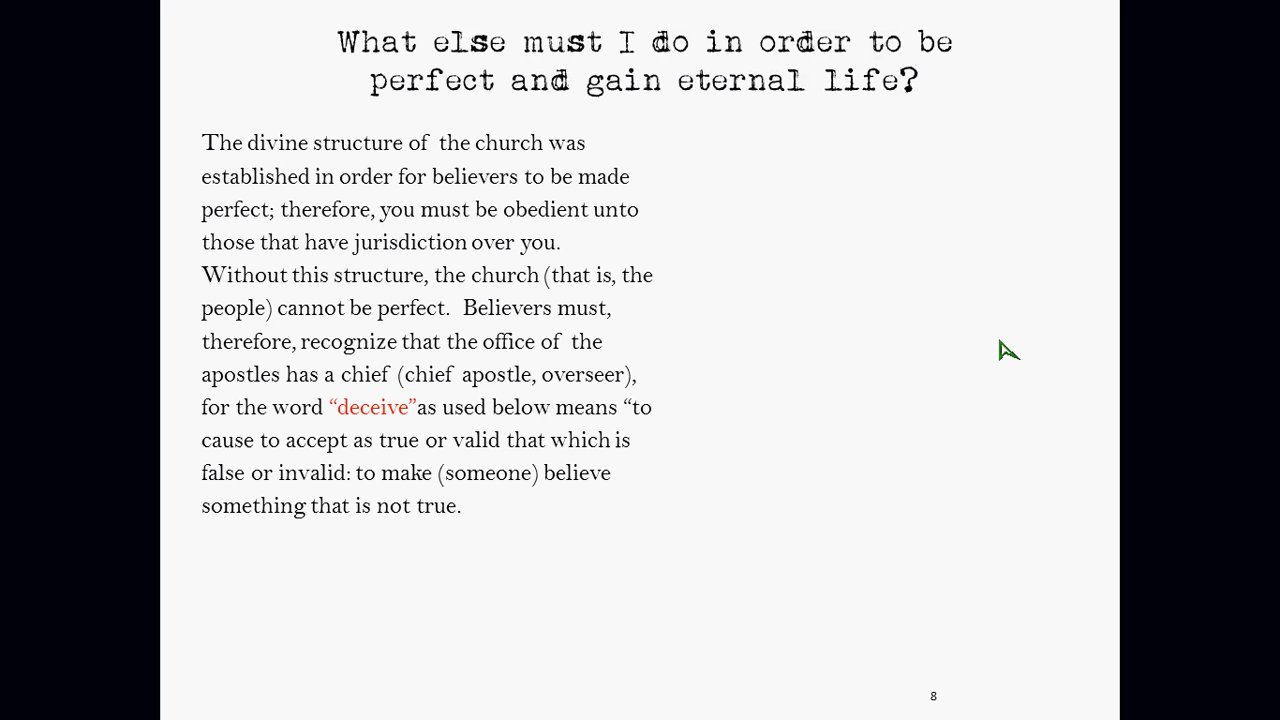 What else must I do in order to be
perfect and gain eternal life?
The divine structure of the church was
established in order for believers to be made
perfect; therefore, you must be obedient unto
those that have jurisdiction over you.
Without this structure, the church (that is, the
people) cannot be perfect. Believers must,
therefore, recognize that the office of the
apostles has a chief (chief apostle, overseer),
for the word “deceive”as used below means “to
cause to accept as true or valid that which is
false or invalid: to make (someone) believe
something that is not true.
8